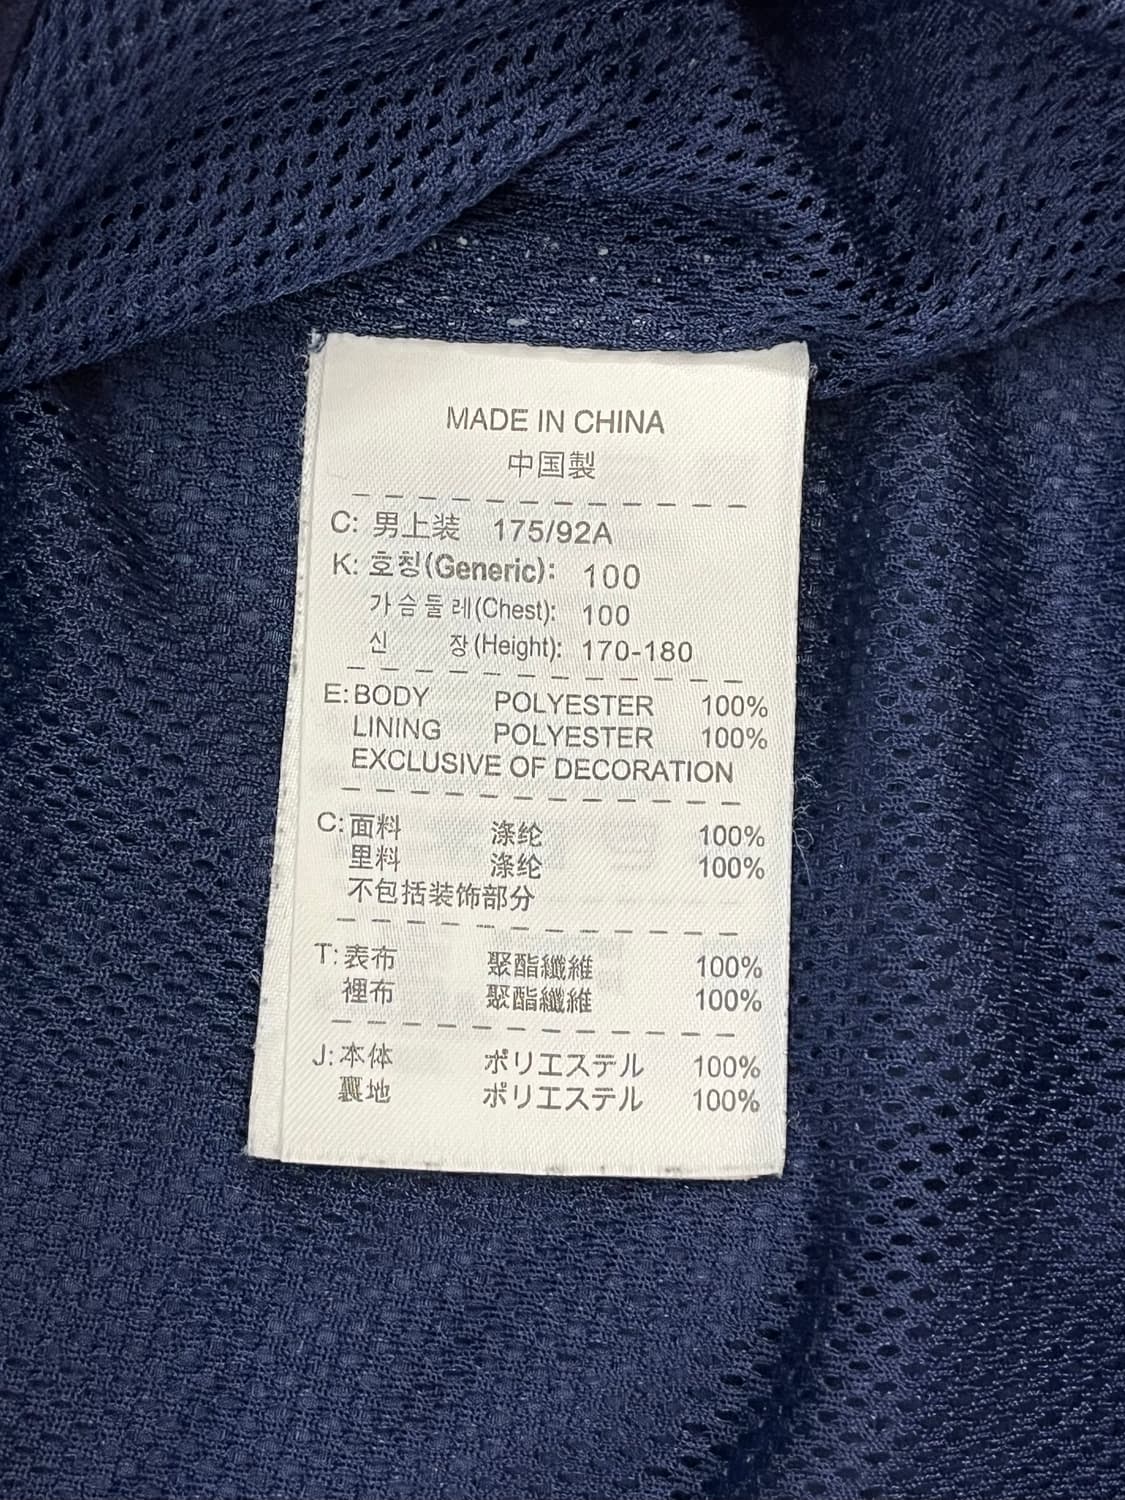 MADE IN CHINA
中国製
C: 男上装 175/92A
K: 호칭(Generic): 100
가슴둘레(Chest): 100
신 장(Height): 170-180
E: BODY POLYESTER 100%
LINING POLYESTER 100%
EXCLUSIVE OF DECORATION
C: 面料 涤纶 100%
里料 涤纶 100%
不包括装饰部分
T: 表布 聚酯纖維 100%
裡布 聚酯纖維 100%
J: 本体 ポリエステル 100%
裏地 ポリエステル 100%